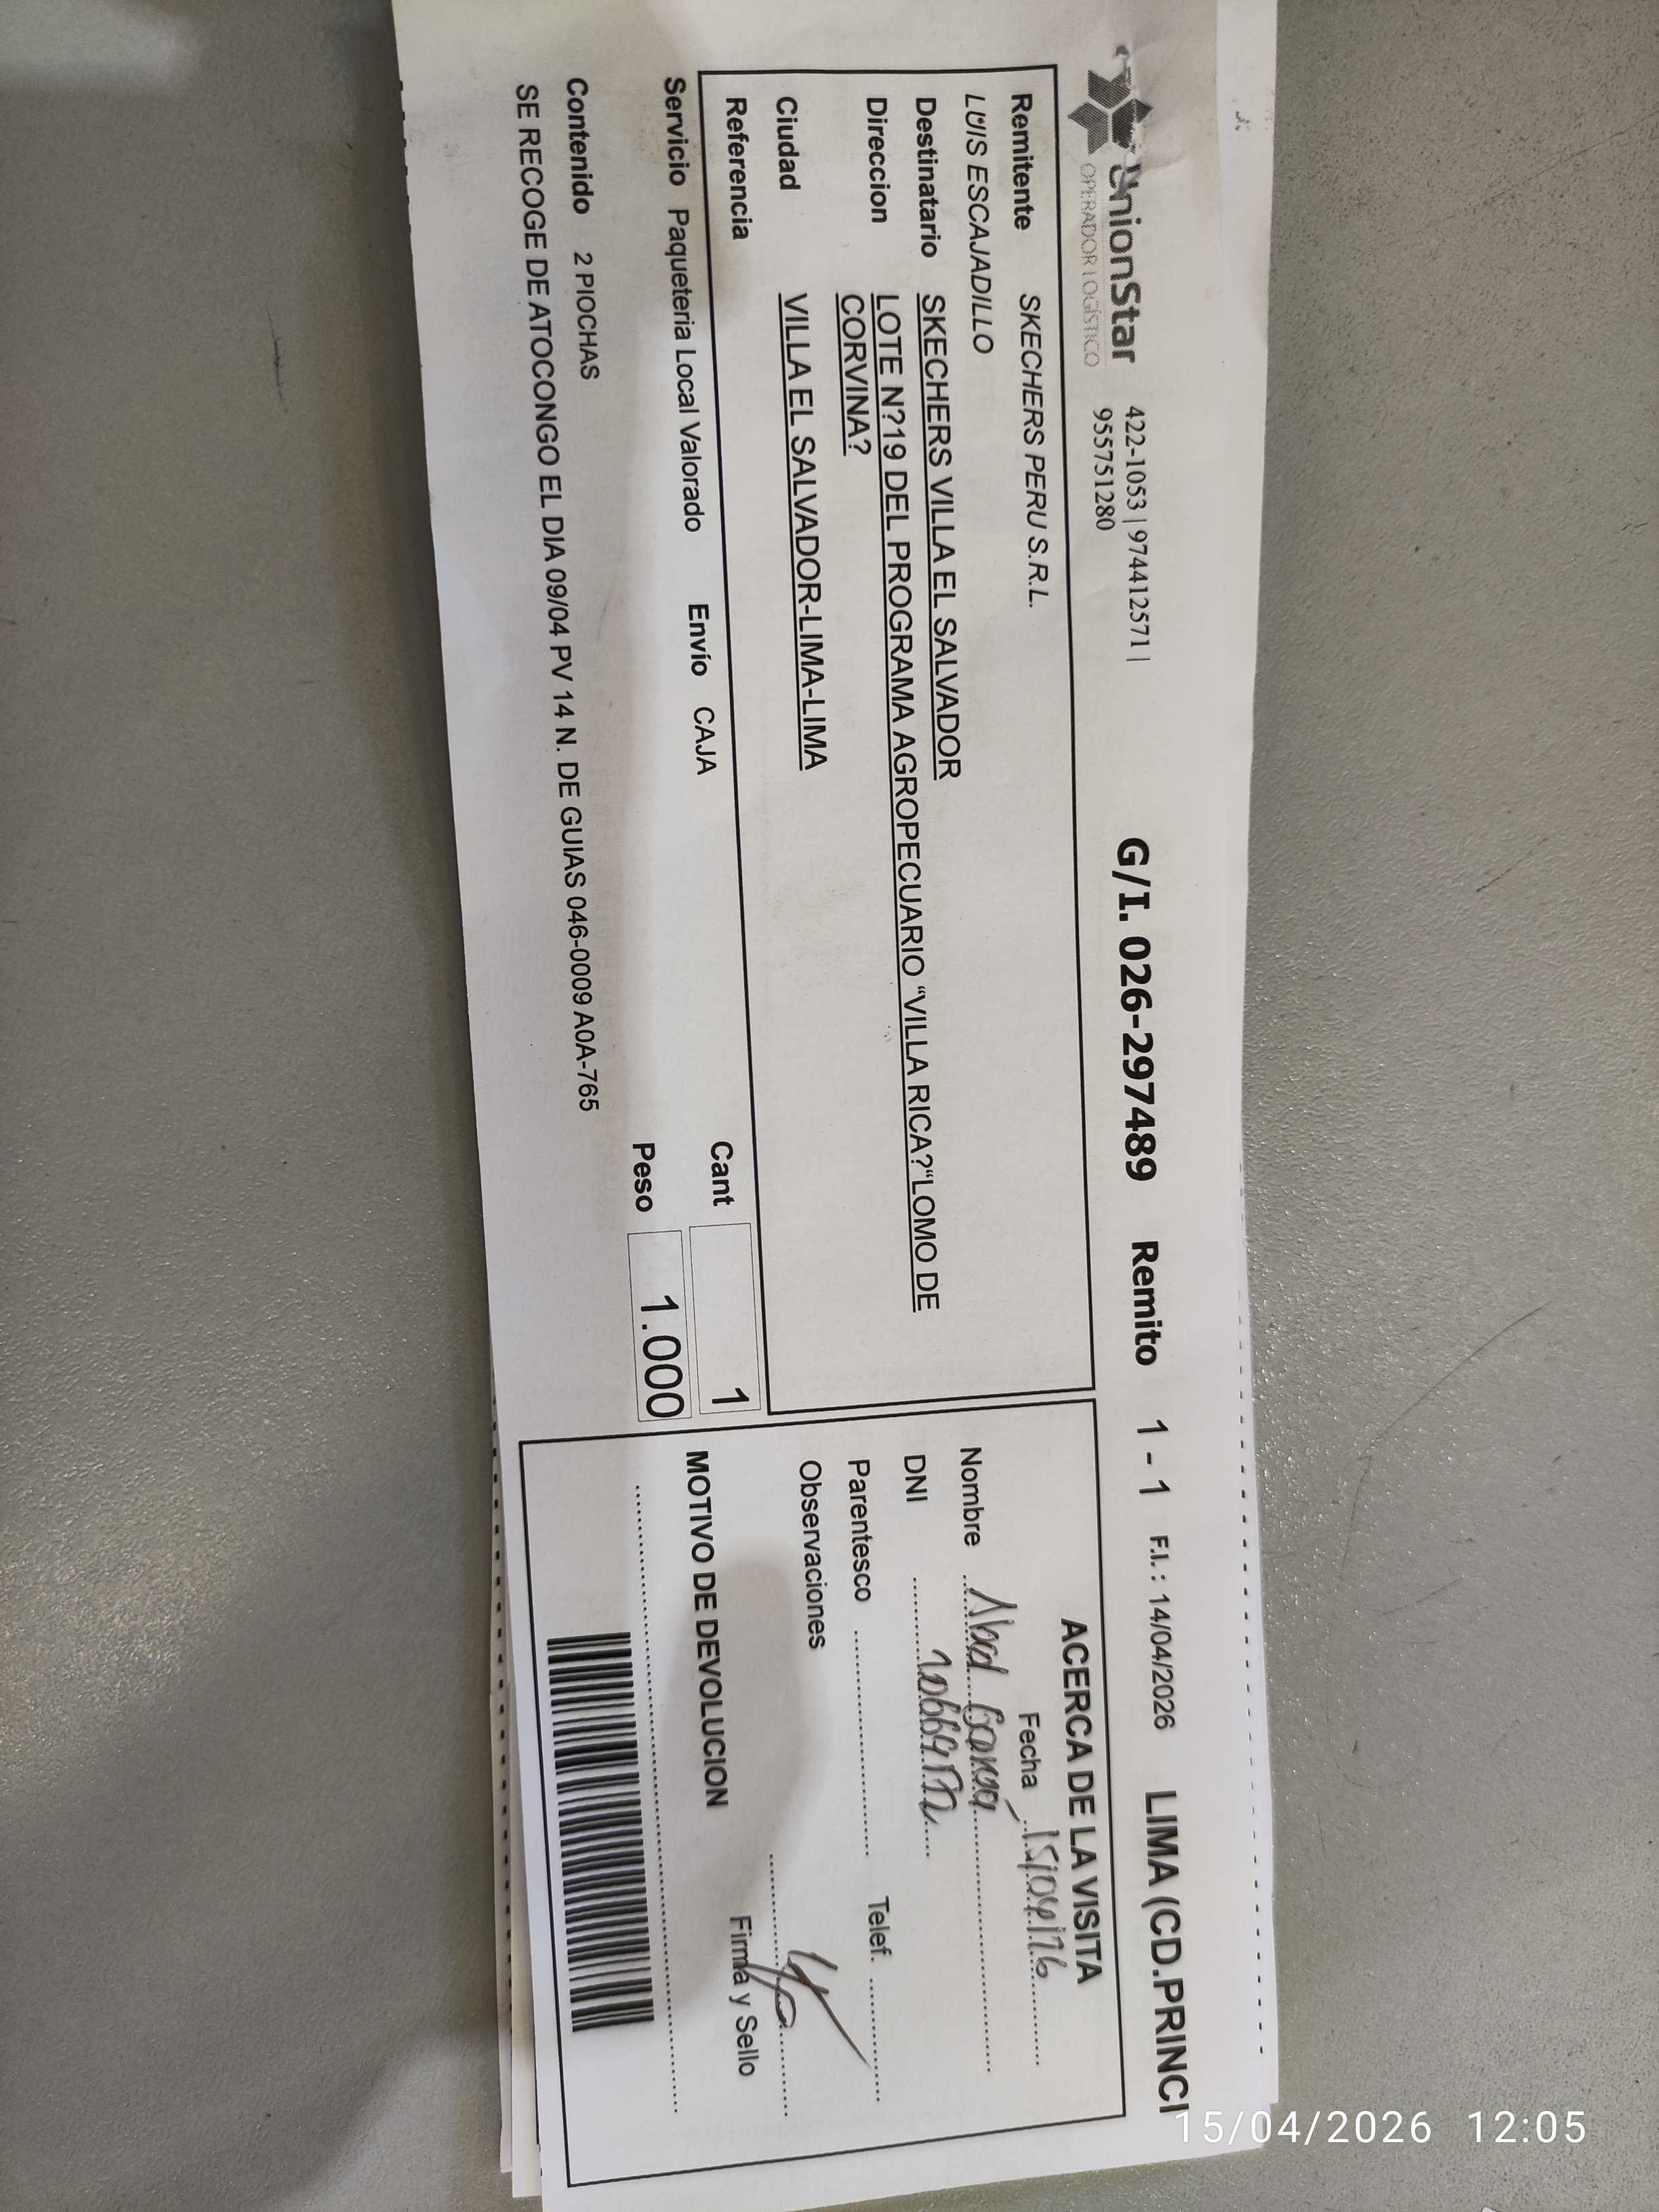 UnionStar
OPERADOR LOGÍSTICO
422-1053 | 974412571 |
955751280
G/I. 026-297489 Remito 1 - 1 F.I. : 14/04/2026 LIMA (CD.PRINCI
Remitente SKECHERS PERU S.R.L.
LUIS ESCAJADILLO
Destinatario SKECHERS VILLA EL SALVADOR
Direccion LOTE N?19 DEL PROGRAMA AGROPECUARIO “VILLA RICA?“LOMO DE
CORVINA?
Ciudad VILLA EL SALVADOR-LIMA-LIMA
Referencia
Servicio Paqueteria Local Valorado Envío CAJA
Cant 1
Peso 1.000
Contenido 2 PIOCHAS
SE RECOGE DE ATOCONGO EL DIA 09/04 PV 14 N. DE GUIAS 046-0009 A0A-765
ACERCA DE LA VISITA
Fecha 15/04/26
Nombre Abad
DNI
Parentesco Telef.
Observaciones
Firma y Sello
MOTIVO DE DEVOLUCION
15/04/2026 12:05